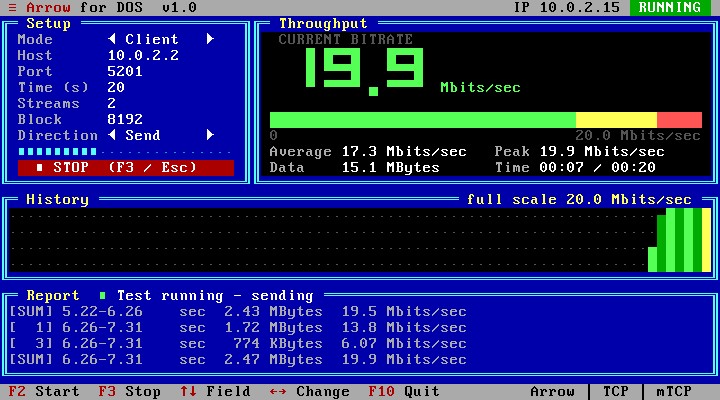 ≡ Arrow for DOS v1.0 IP 10.0.2.15 RUNNING
Setup
Mode ◄ Client ►
Host 10.0.2.2
Port 5201
Time (s) 20
Streams 2
Block 8192
Direction ◄ Send ►
■ STOP (F3 / Esc)
Throughput
CURRENT BITRATE
19.9 Mbits/sec
0 20.0 Mbits/sec
Average 17.3 Mbits/sec Peak 19.9 Mbits/sec
Data 15.1 MBytes Time 00:07 / 00:20
History full scale 20.0 Mbits/sec
Report ■ Test running - sending
[SUM] 5.22-6.26 sec 2.43 MBytes 19.5 Mbits/sec
[ 1] 6.26-7.31 sec 1.72 MBytes 13.8 Mbits/sec
[ 3] 6.26-7.31 sec 774 KBytes 6.07 Mbits/sec
[SUM] 6.26-7.31 sec 2.47 MBytes 19.9 Mbits/sec
F2 Start F3 Stop ↑↓ Field ←→ Change F10 Quit Arrow │ TCP │ mTCP